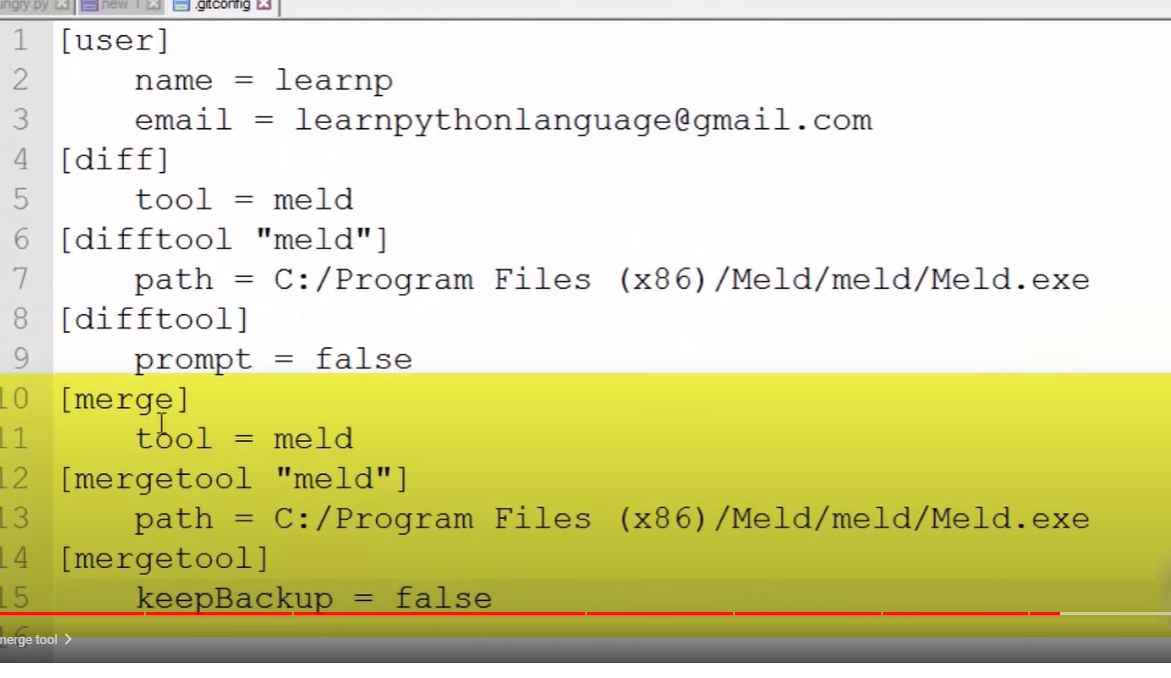 ungry.py new 1 .gitconfig
1 [user]
2 name = learnp
3 email = learnpythonlanguage@gmail.com
4 [diff]
5 tool = meld
6 [difftool "meld"]
7 path = C:/Program Files (x86)/Meld/meld/Meld.exe
8 [difftool]
9 prompt = false
10 [merge]
11 tool = meld
12 [mergetool "meld"]
13 path = C:/Program Files (x86)/Meld/meld/Meld.exe
14 [mergetool]
15 keepBackup = false
16
merge tool >